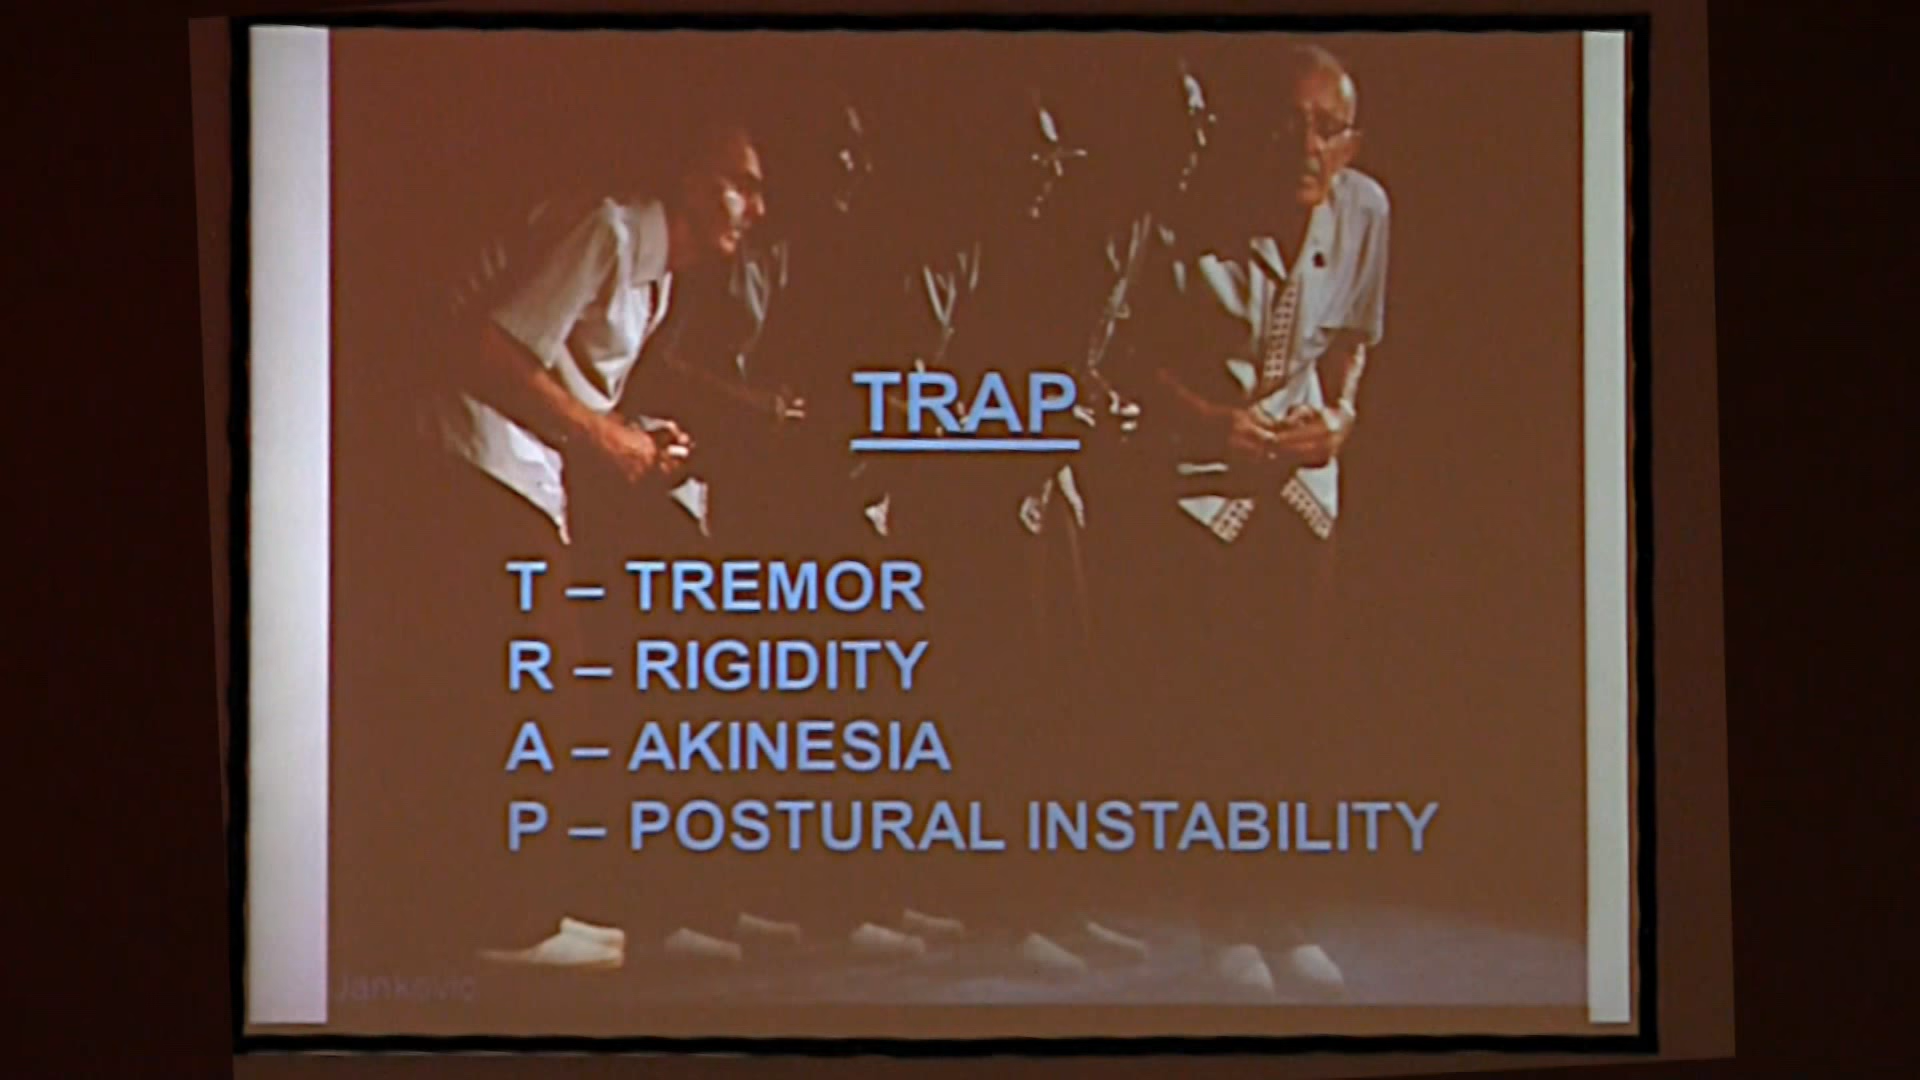 TRAP
T – TREMOR
R – RIGIDITY
A – AKINESIA
P – POSTURAL INSTABILITY
Jankovic